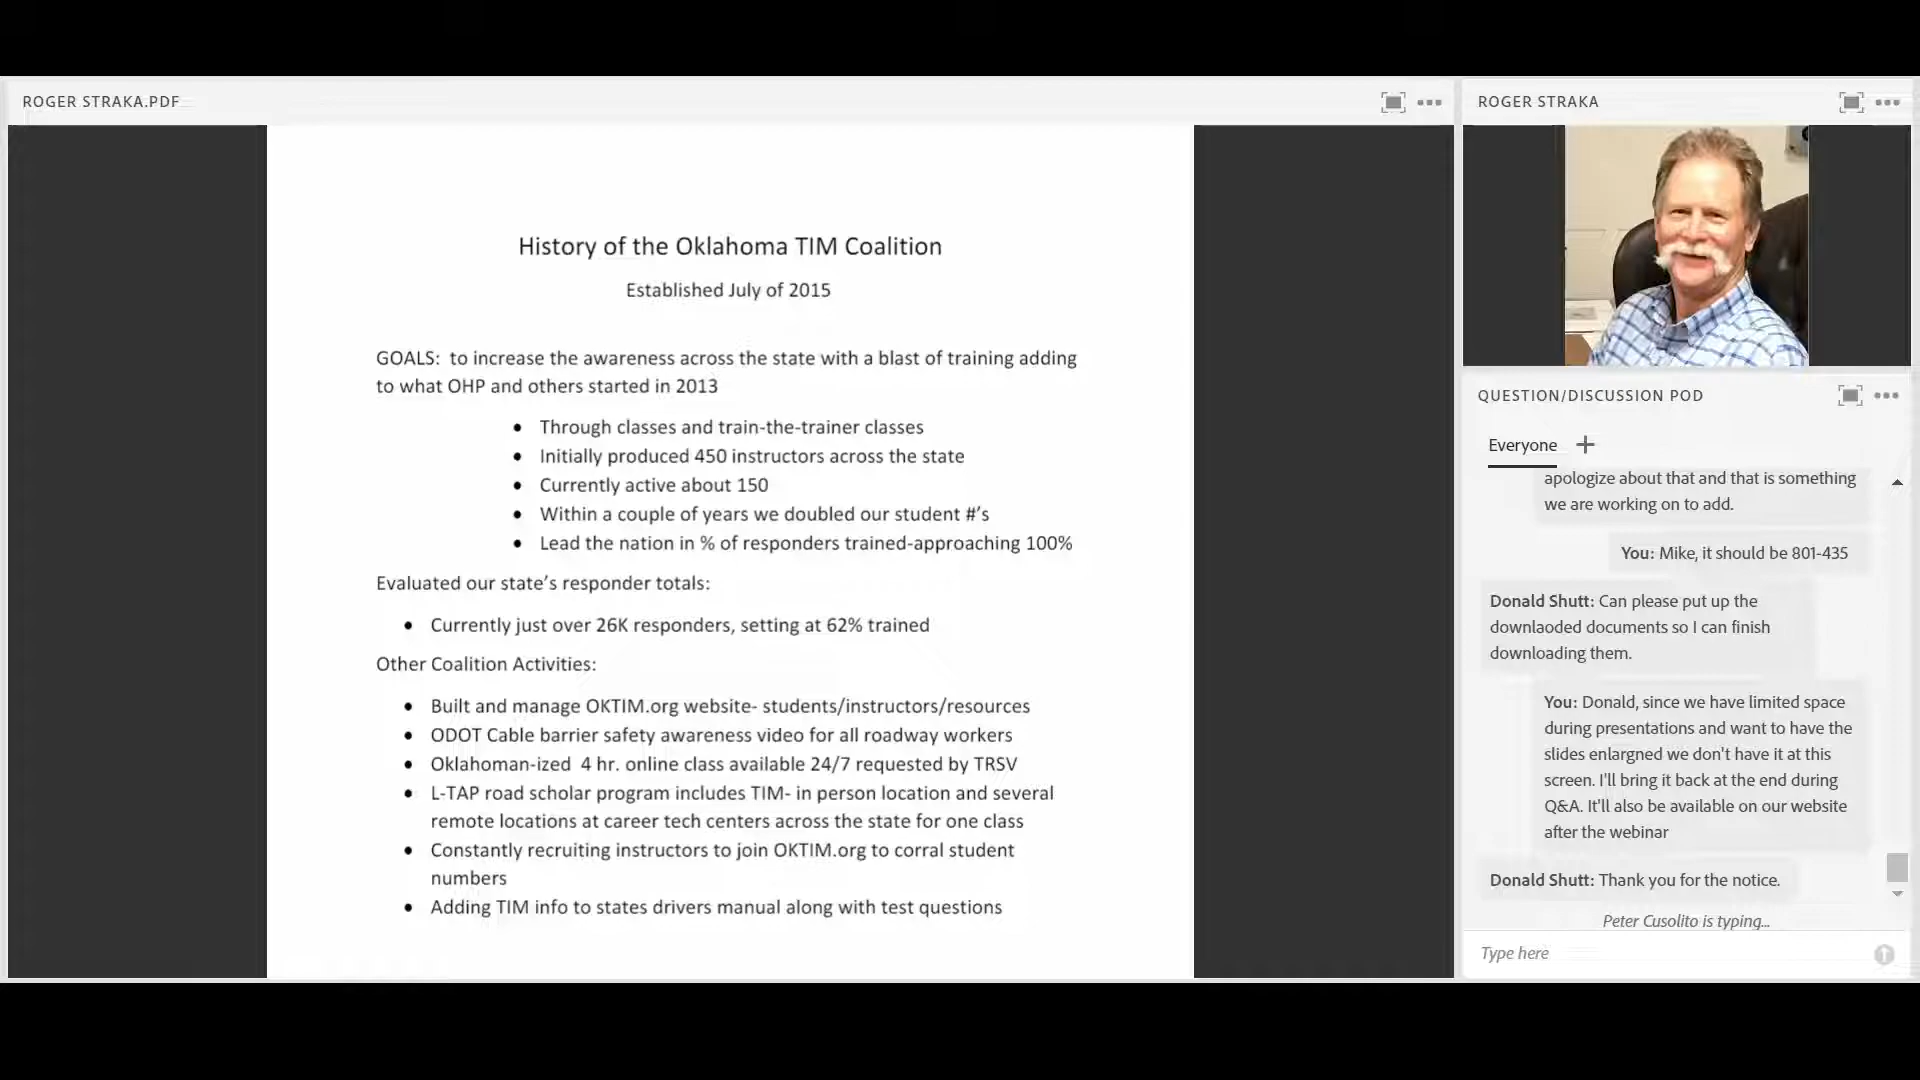 ROGER STRAKA.PDF
History of the Oklahoma TIM Coalition
Established July of 2015
GOALS: to increase the awareness across the state with a blast of training adding
to what OHP and others started in 2013
• Through classes and train-the-trainer classes
• Initially produced 450 instructors across the state
• Currently active about 150
• Within a couple of years we doubled our student #'s
• Lead the nation in % of responders trained-approaching 100%
Evaluated our state's responder totals:
• Currently just over 26K responders, setting at 62% trained
Other Coalition Activities:
• Built and manage OKTIM.org website- students/instructors/resources
• ODOT Cable barrier safety awareness video for all roadway workers
• Oklahoman-ized 4 hr. online class available 24/7 requested by TRSV
• L-TAP road scholar program includes TIM- in person location and several
remote locations at career tech centers across the state for one class
• Constantly recruiting instructors to join OKTIM.org to corral student
numbers
• Adding TIM info to states drivers manual along with test questions
ROGER STRAKA
QUESTION/DISCUSSION POD
Everyone +
apologize about that and that is something
we are working on to add.
You: Mike, it should be 801-435
Donald Shutt: Can please put up the
downlaoded documents so I can finish
downloading them.
You: Donald, since we have limited space
during presentations and want to have the
slides enlargned we don't have it at this
screen. I'll bring it back at the end during
Q&A. It'll also be available on our website
after the webinar
Donald Shutt: Thank you for the notice.
Peter Cusolito is typing...
Type here